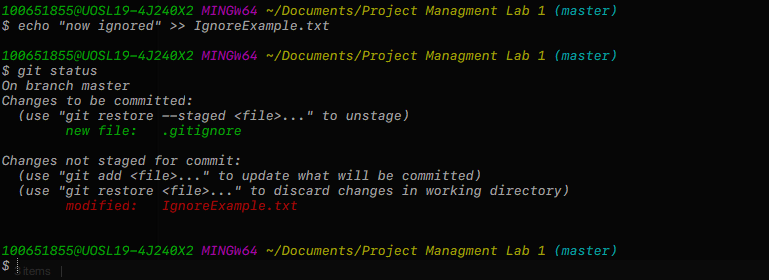 100651855@UOSL19-4J240X2 MINGW64 ~/Documents/Project Managment Lab 1 (master)
$ echo "now ignored" >> IgnoreExample.txt
100651855@UOSL19-4J240X2 MINGW64 ~/Documents/Project Managment Lab 1 (master)
$ git status
On branch master
Changes to be committed:
  (use "git restore --staged <file>..." to unstage)
        new file:   .gitignore
Changes not staged for commit:
  (use "git add <file>..." to update what will be committed)
  (use "git restore <file>..." to discard changes in working directory)
        modified:   IgnoreExample.txt
100651855@UOSL19-4J240X2 MINGW64 ~/Documents/Project Managment Lab 1 (master)
$ items |